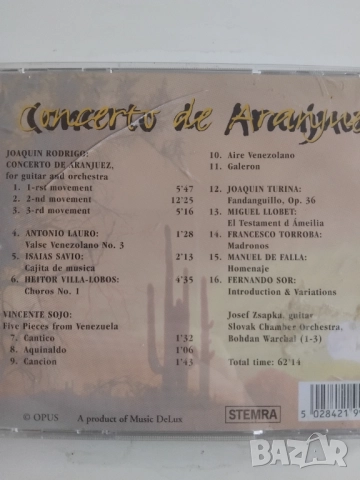 Concerto de Aranjuez
JOAQUIN RODRIGO:
CONCERTO DE ARANJUEZ,
for guitar and orchestra
1. 1-rst movement 5'47
2. 2-nd movement 12'25
3. 3-rd movement 5'16
4. ANTONIO LAURO: 1'28
Valse Venezolano No. 3
5. ISAIAS SAVIO: 2'13
Cajita de musica
6. HEITOR VILLA-LOBOS: 4'35
Choros No. 1
VINCENTE SOJO:
Five Pieces from Venezuela
7. Cantico 1'32
8. Aquinaldo 1'06
9. Cancion 1'43
10. Aire Venezolano
11. Galeron
12. JOAQUIN TURINA:
Fandanguillo, Op. 36
13. MIGUEL LLOBET:
El Testament d Ámeilia
14. FRANCESCO TORROBA:
Madronos
15. MANUEL DE FALLA:
Homenaje
16. FERNANDO SOR:
Introduction & Variations
Josef Zsapka, guitar
Slovak Chamber Orchestra,
Bohdan Warchal (1-3)
Total time: 62'14
© OPUS
A product of Music DeLux
STEMRA
5 028421 9
bazar.bg